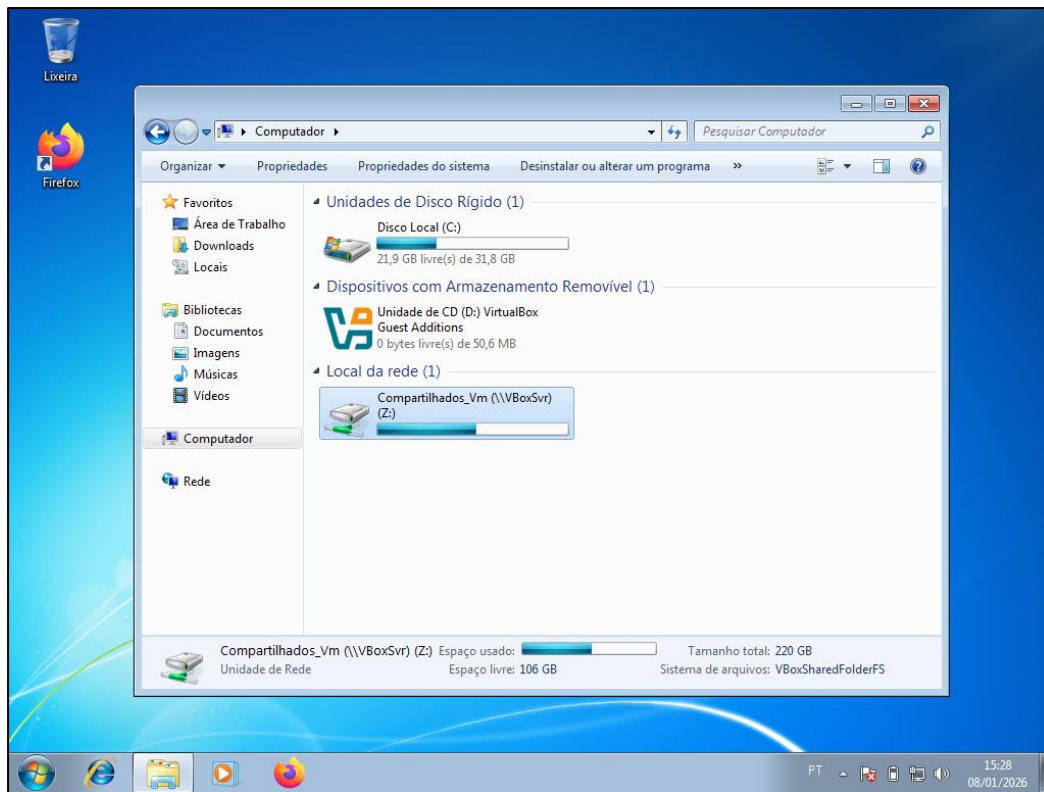 Lixeira
Firefox
Computador
Pesquisar Computador
Organizar
Propriedades
Propriedades do sistema
Desinstalar ou alterar um programa
»
Favoritos
Área de Trabalho
Downloads
Locais
Bibliotecas
Documentos
Imagens
Músicas
Vídeos
Computador
Rede
Unidades de Disco Rígido (1)
Disco Local (C:)
21,9 GB livre(s) de 31,8 GB
Dispositivos com Armazenamento Removível (1)
Unidade de CD (D:) VirtualBox
Guest Additions
0 bytes livre(s) de 50,6 MB
Local da rede (1)
Compartilhados_Vm (\\VBoxSvr)
(Z:)
Compartilhados_Vm (\\VBoxSvr) (Z:) Espaço usado: Tamanho total: 220 GB
Unidade de Rede Espaço livre: 106 GB Sistema de arquivos: VBoxSharedFolderFS
PT
15:28
08/01/2026